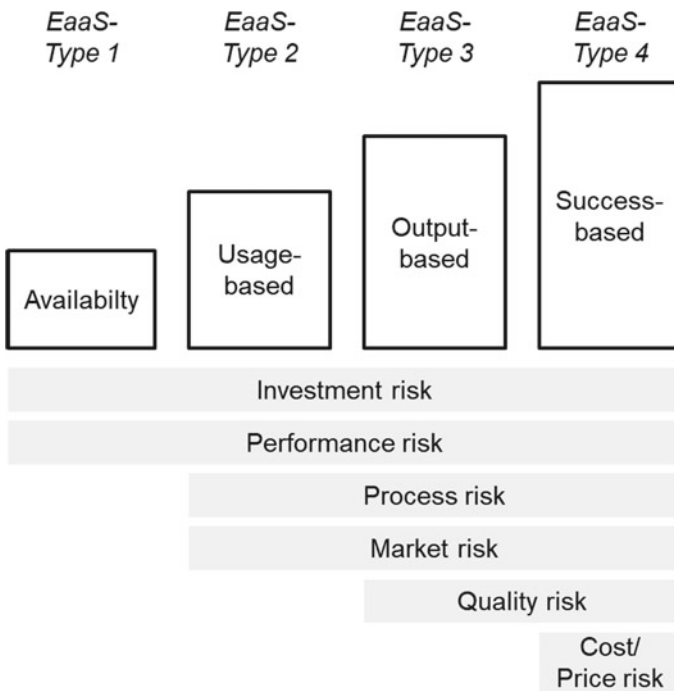 EaaS-
Type 1
EaaS-
Type 2
EaaS-
Type 3
EaaS-
Type 4
Availabilty
Usage-
based
Output-
based
Success-
based
Investment risk
Performance risk
Process risk
Market risk
Quality risk
Cost/
Price risk